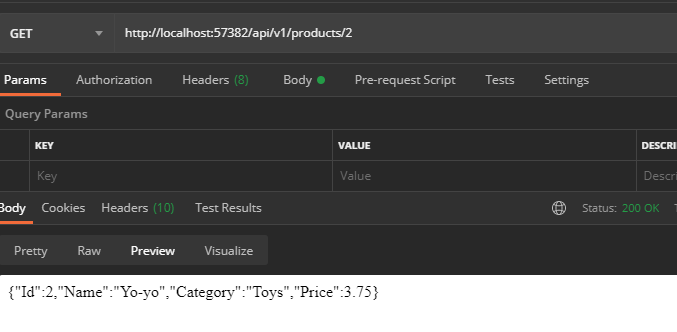 GET http://localhost:57382/api/v1/products/2
Params Authorization Headers (8) Body Pre-request Script Tests Settings
Query Params
KEY VALUE DESCRI
Key Value Descri
Body Cookies Headers (10) Test Results Status: 200 OK
Pretty Raw Preview Visualize
{"Id":2,"Name":"Yo-yo","Category":"Toys","Price":3.75}